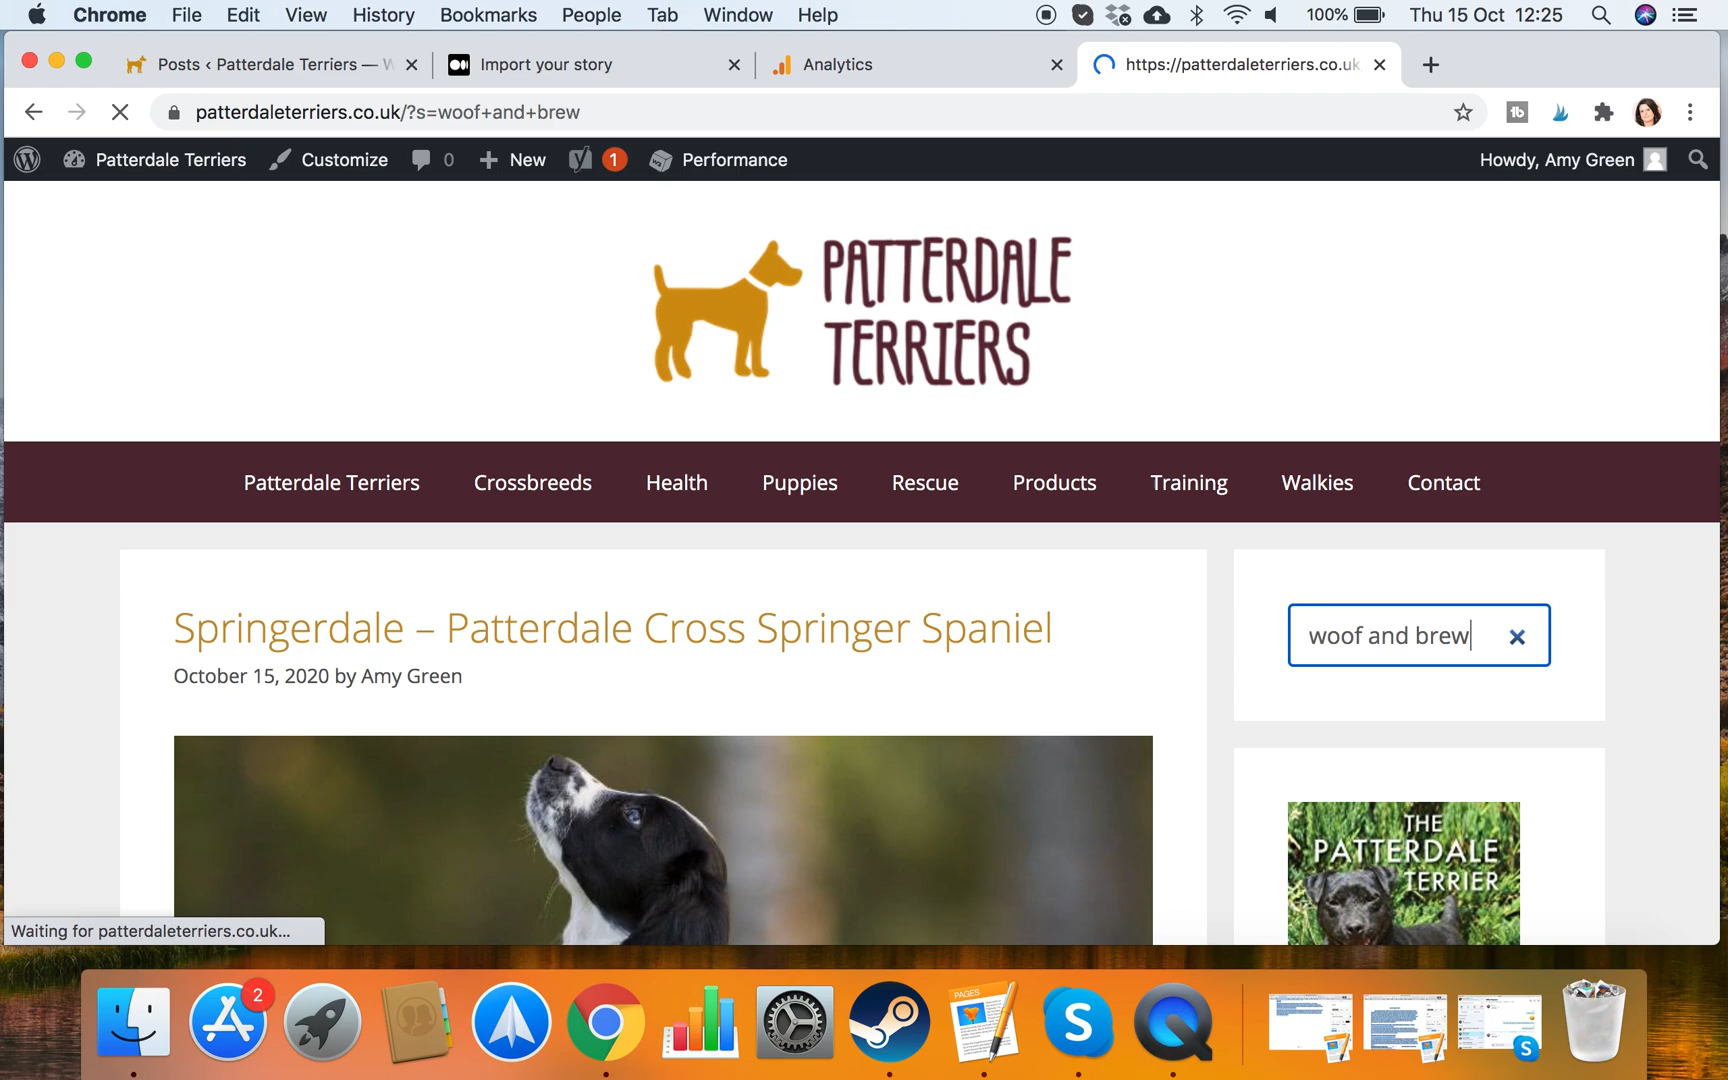 Chrome File Edit View History Bookmarks People Tab Window Help 100% Thu 15 Oct 12:25
Posts ‹ Patterdale Terriers — W Import your story Analytics https://patterdaleterriers.co.uk
patterdaleterriers.co.uk/?s=woof+and+brew
Patterdale Terriers Customize 0 New 1 Performance Howdy, Amy Green
PATTERDALE
TERRIERS
Patterdale Terriers Crossbreeds Health Puppies Rescue Products Training Walkies Contact
Springerdale – Patterdale Cross Springer Spaniel
woof and brew
October 15, 2020 by Amy Green
THE
PATTERDALE
TERRIER
Waiting for patterdaleterriers.co.uk...
2
PAGES
S
S